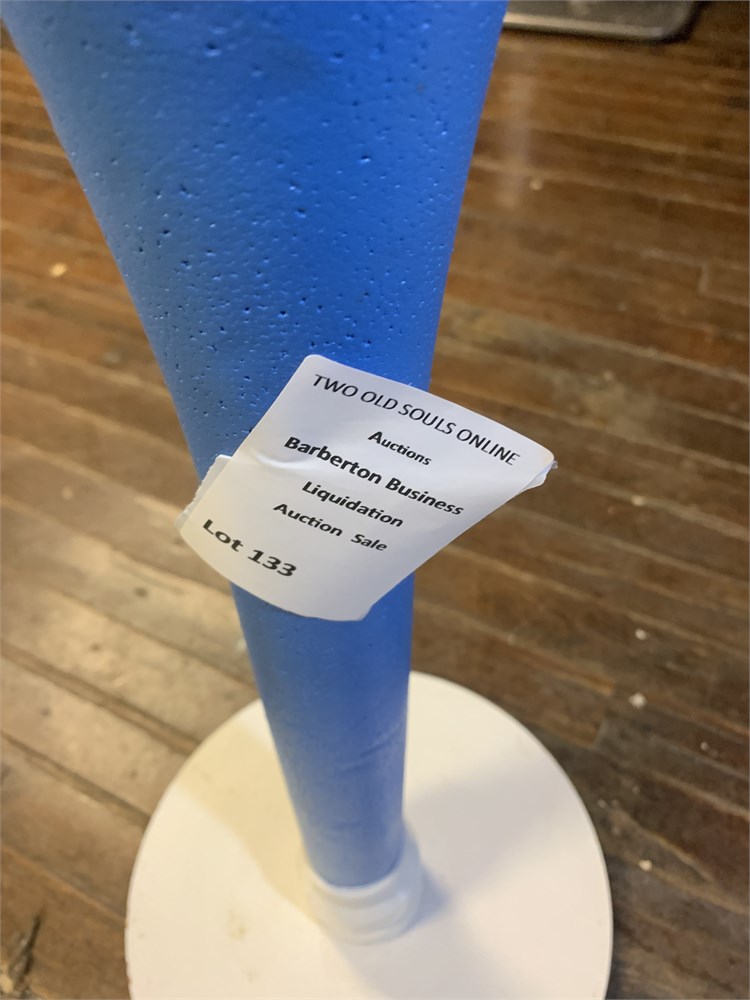 TWO OLD SOULS ONLINE
Auctions
Barberton Business
Liquidation
Auction Sale
Lot 133